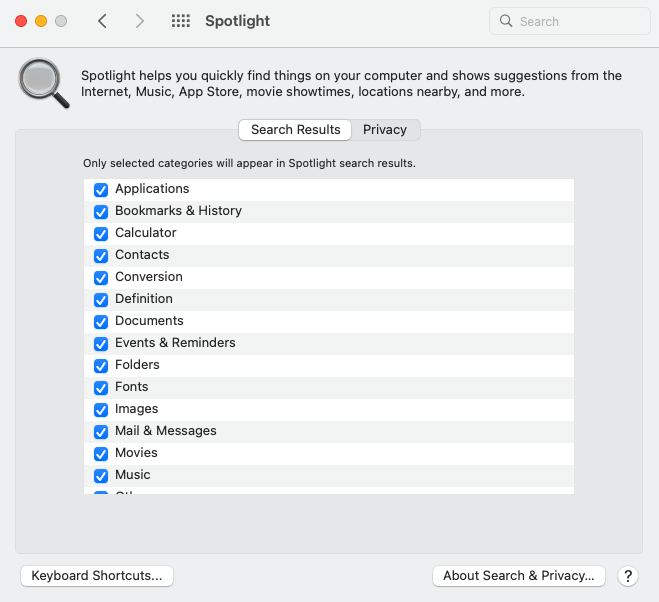 Spotlight
Search
Spotlight helps you quickly find things on your computer and shows suggestions from the
Internet, Music, App Store, movie showtimes, locations nearby, and more.
Search Results Privacy
Only selected categories will appear in Spotlight search results.
Applications
Bookmarks & History
Calculator
Contacts
Conversion
Definition
Documents
Events & Reminders
Folders
Fonts
Images
Mail & Messages
Movies
Music
Keyboard Shortcuts...
About Search & Privacy...
?